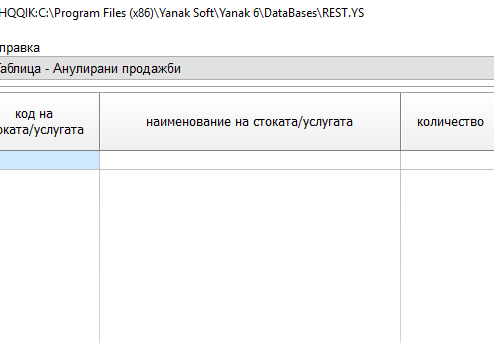 HQQIK:C:\Program Files (x86)\Yanak Soft\Yanak 6\DataBases\REST.YS
правка
Таблица - Анулирани продажби
код на
оката/услугата
наименование на стоката/услугата
количество